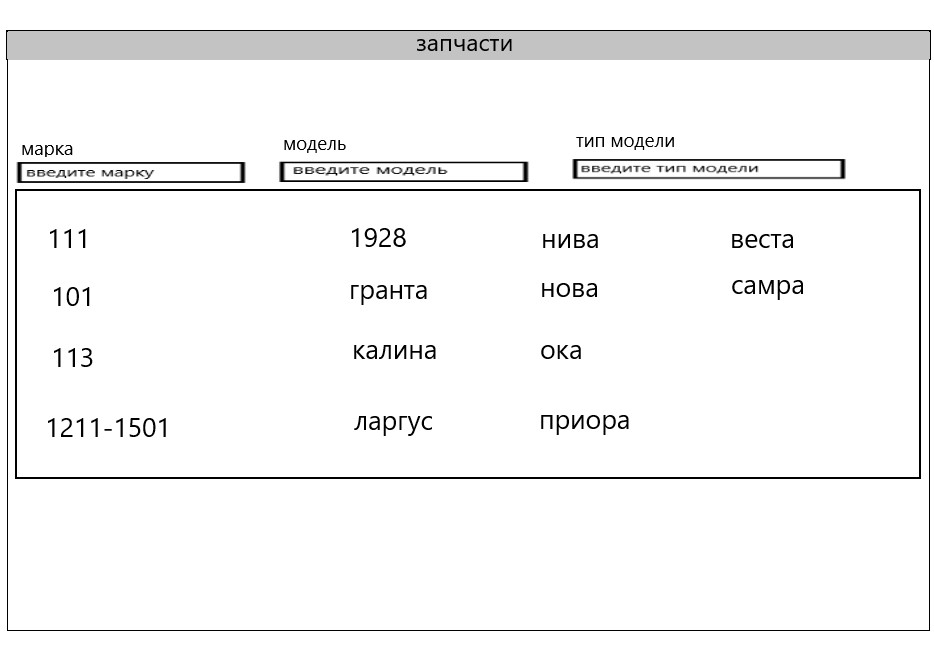 запчасти
марка модель тип модели
введите марку введите модель введите тип модели
111 1928 нива веста
101 гранта нова самра
113 калина ока
1211-1501 ларгус приора